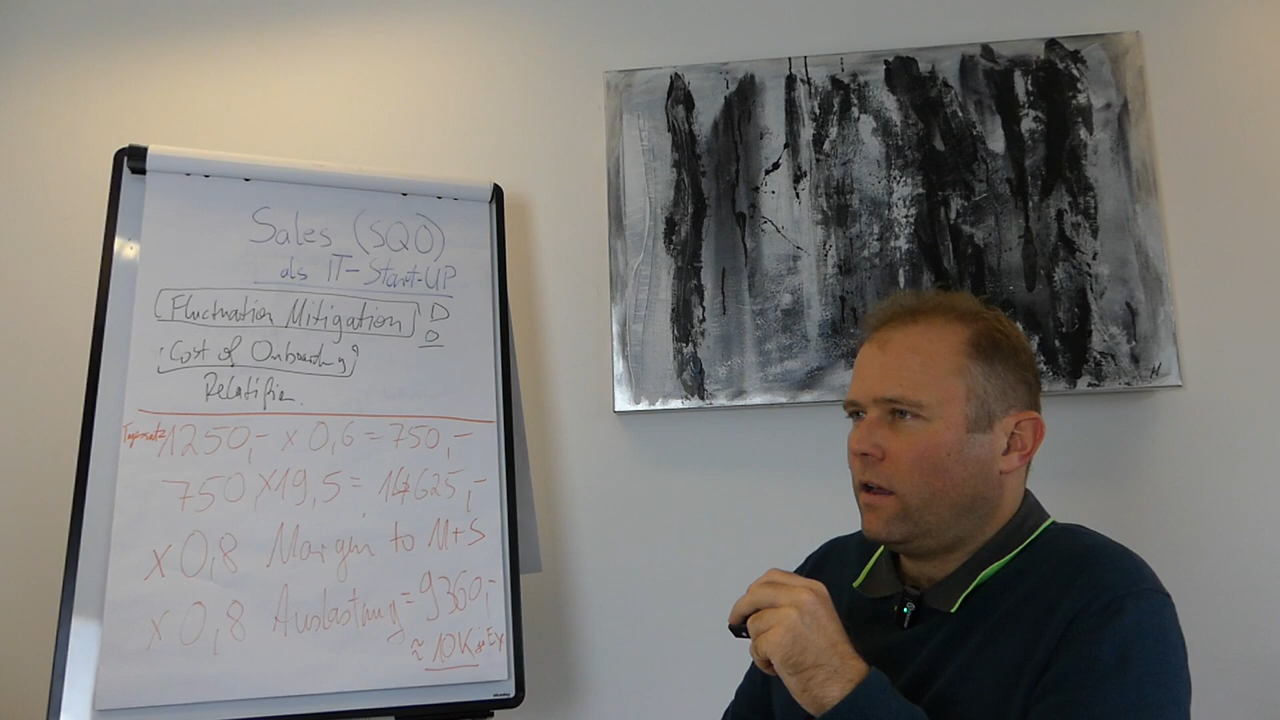 Sales (SQO)
als IT-Start-UP
Fluctuation Mitigation D
O
Cost of Onboarding
Tagessatz 1250,- x 0,6 = 750,-
750 x 19,5 = 14625,-
x 0,8 Margin to M+S
x 0,8 Auslastung = 9360,-
≈ 10K